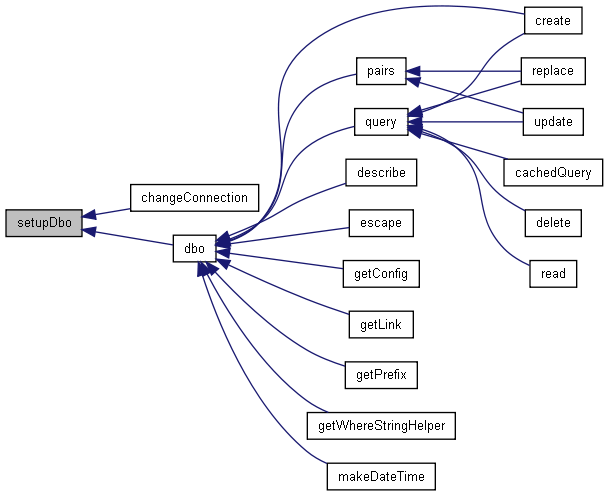 create
pairs
replace
query
update
describe
cachedQuery
changeConnection
setupDbo
escape
delete
dbo
getConfig
read
getLink
getPrefix
getWhereStringHelper
makeDateTime